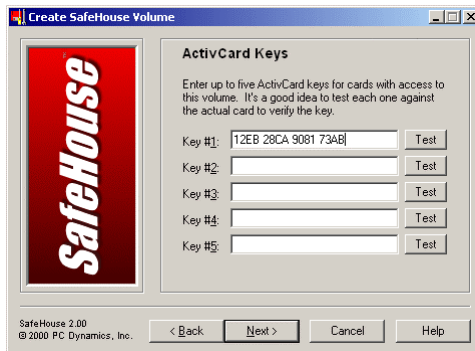 Create SafeHouse Volume
SafeHouse
ActivCard Keys
Enter up to five ActivCard keys for cards with access to
this volume. It's a good idea to test each one against
the actual card to verify the key.
Key #1: 12EB 28CA 9081 73AB Test
Key #2: Test
Key #3: Test
Key #4: Test
Key #5: Test
SafeHouse 2.00
© 2000 PC Dynamics, Inc.
< Back Next > Cancel Help